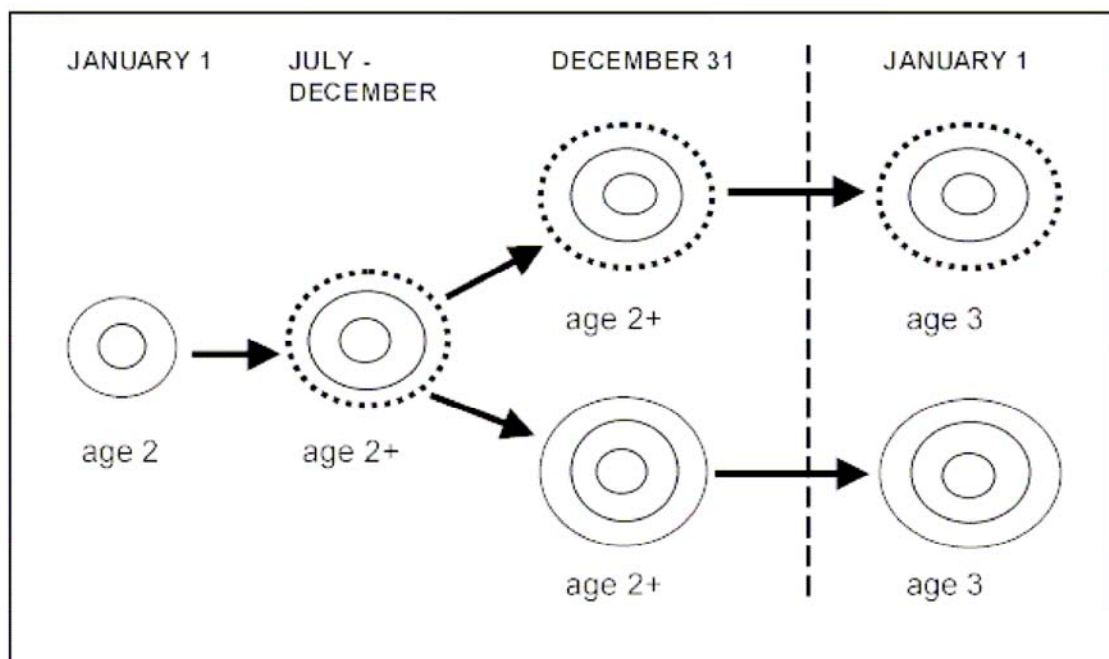 JANUARY 1
JULY -
DECEMBER
DECEMBER 31
JANUARY 1
age 2+
age 3
age 2
age 2+
age 2+
age 3